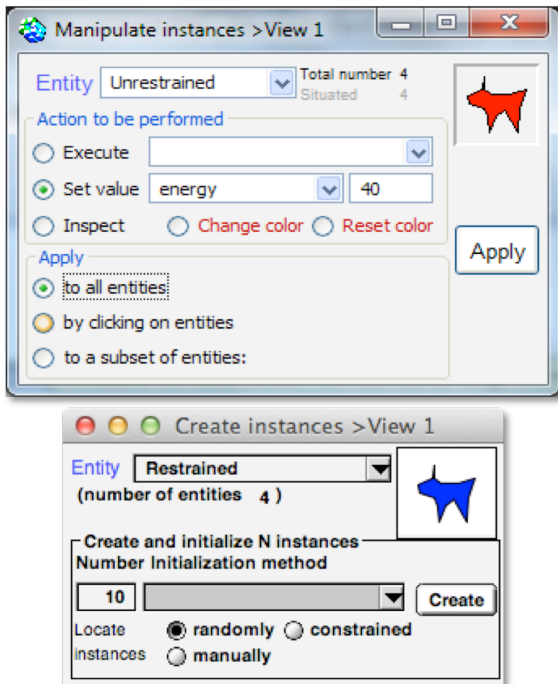 Manipulate instances >View 1
Entity Unrestrained Total number 4
Situated 4
Action to be performed
Execute
Set value energy 40
Inspect Change color Reset color
Apply
Apply
to all entities
by clicking on entities
to a subset of entities:
Create instances >View 1
Entity Restrained
(number of entities 4 )
Create and initialize N instances
Number Initialization method
10 Create
Locate randomly constrained
instances manually